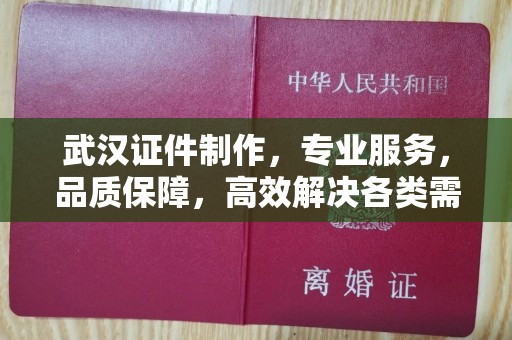 中华人民共和国
武汉证件制作，专业服务，
品质保障，高效解决各类需
离婚证